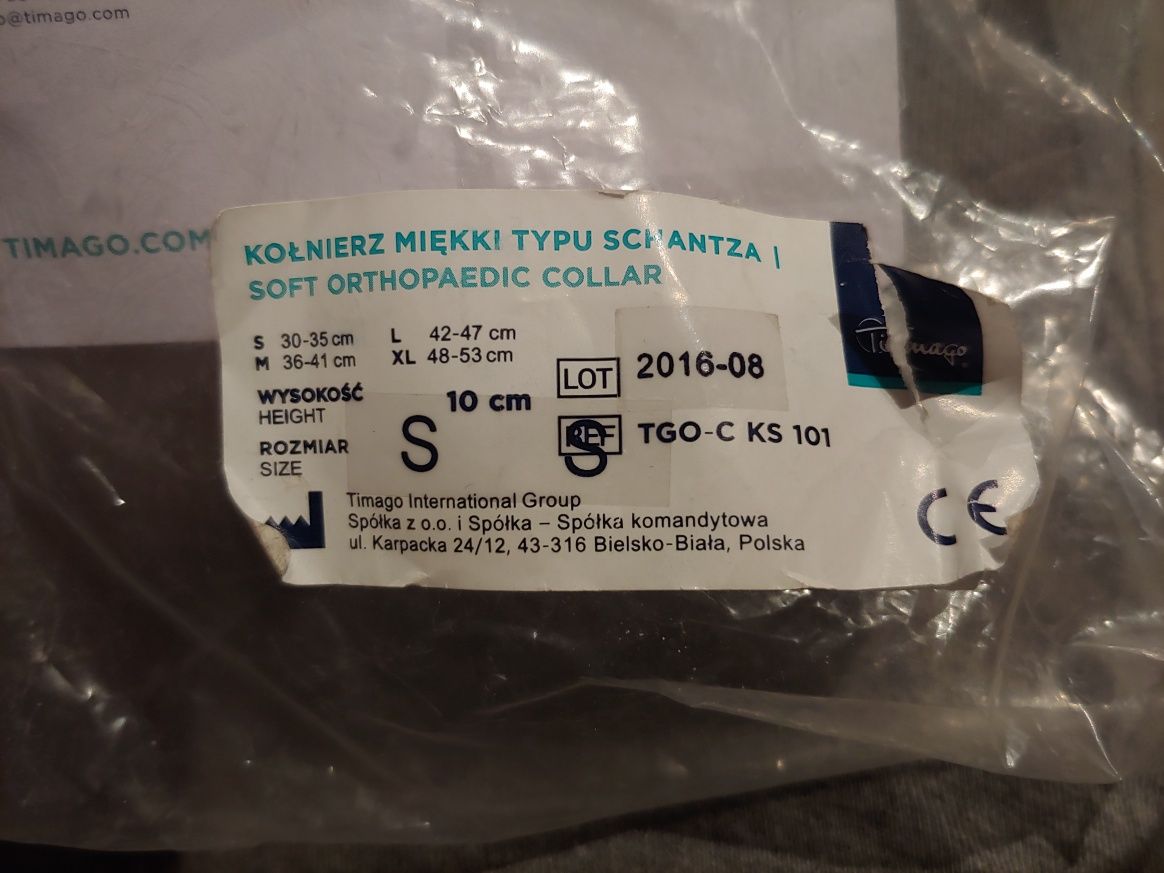 o@timago.com
TIMAGO.COM
KOŁNIERZ MIĘKKI TYPU SCHANTZA |
SOFT ORTHOPAEDIC COLLAR
S 30-35 cm L 42-47 cm
M 36-41 cm XL 48-53 cm
WYSOKOŚĆ 10 cm
HEIGHT
ROZMIAR S
SIZE
LOT 2016-08
REF TGO-C KS 101
S
Timago
Timago International Group
Spółka z o.o. i Spółka – Spółka komandytowa
ul. Karpacka 24/12, 43-316 Bielsko-Biała, Polska
CE